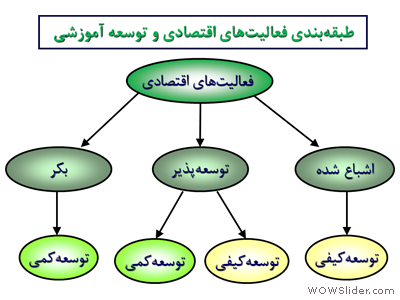 طبقه‌بندی فعالیت‌های اقتصادی و توسعه آموزشی
فعالیت‌های اقتصادی
اشباع شده
توسعه‌پذیر
بکر
توسعه‌کیفی
توسعه‌کیفی
توسعه‌کمی
توسعه‌کمی
WOWSlider.com